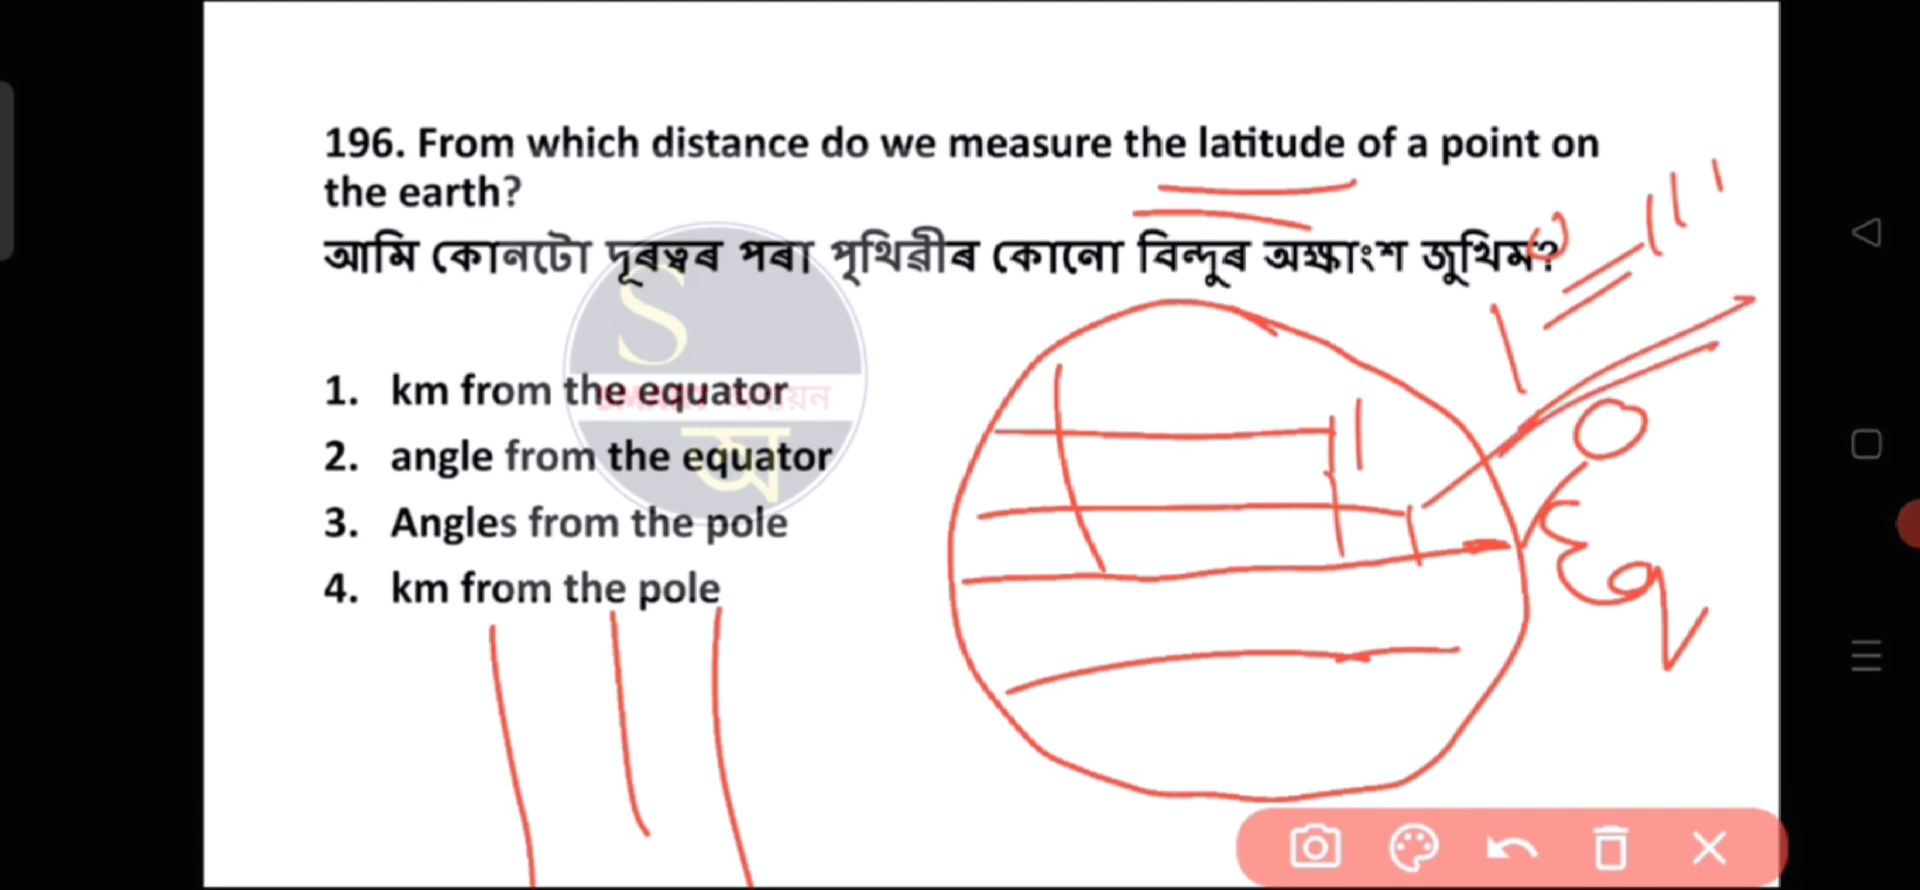 196. From which distance do we measure the latitude of a point on
the earth?
আমি কোনটো দূৰত্বৰ পৰা পৃথিৱীৰ কোনো বিন্দুৰ অক্ষাংশ জুখিম?
1. km from the equator
2. angle from the equator
3. Angles from the pole
4. km from the pole
S
অ
0
Eq